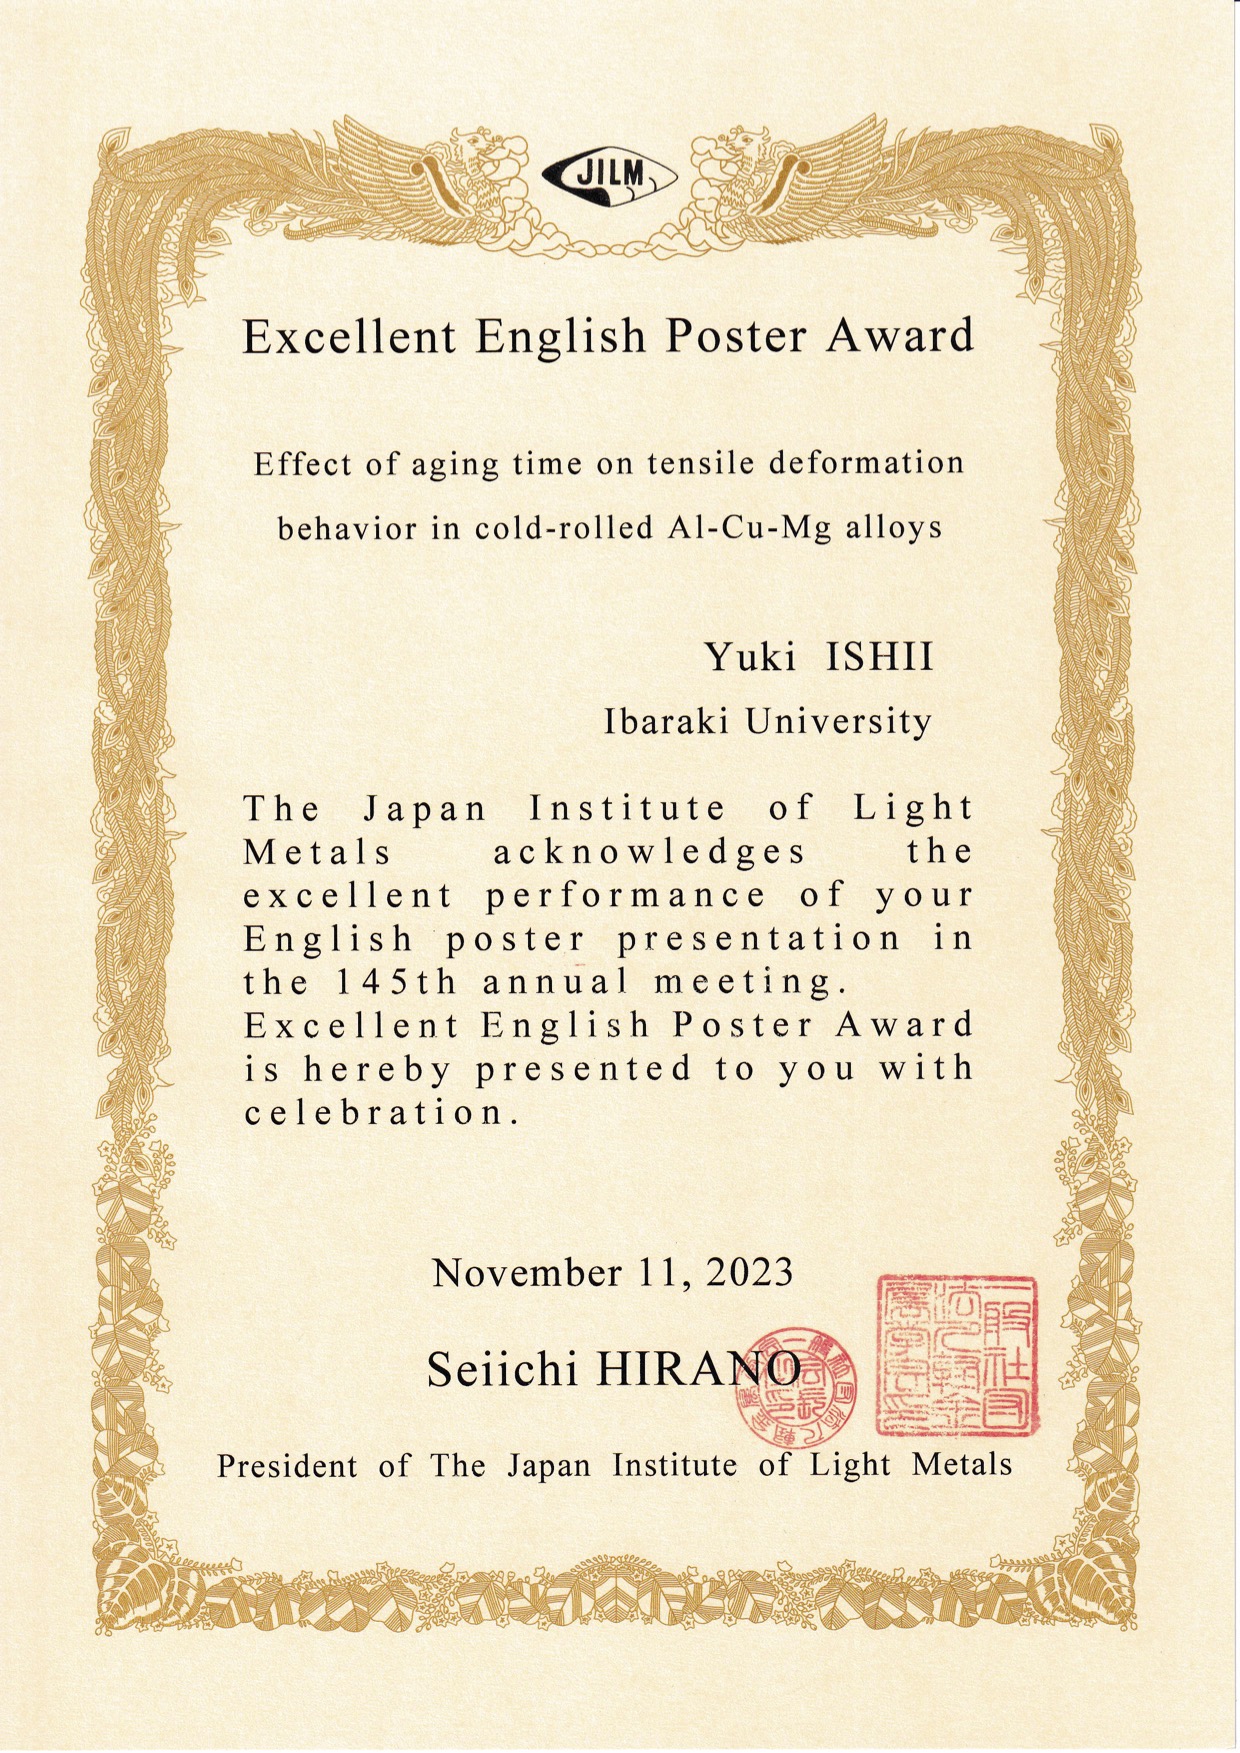 JILM
Excellent English Poster Award
Effect of aging time on tensile deformation
behavior in cold-rolled Al-Cu-Mg alloys
Yuki ISHII
Ibaraki University
The Japan Institute of Light
Metals acknowledges the
excellent performance of your
English poster presentation in
the 145th annual meeting.
Excellent English Poster Award
is hereby presented to you with
celebration.
November 11, 2023
Seiichi HIRANO
President of The Japan Institute of Light Metals